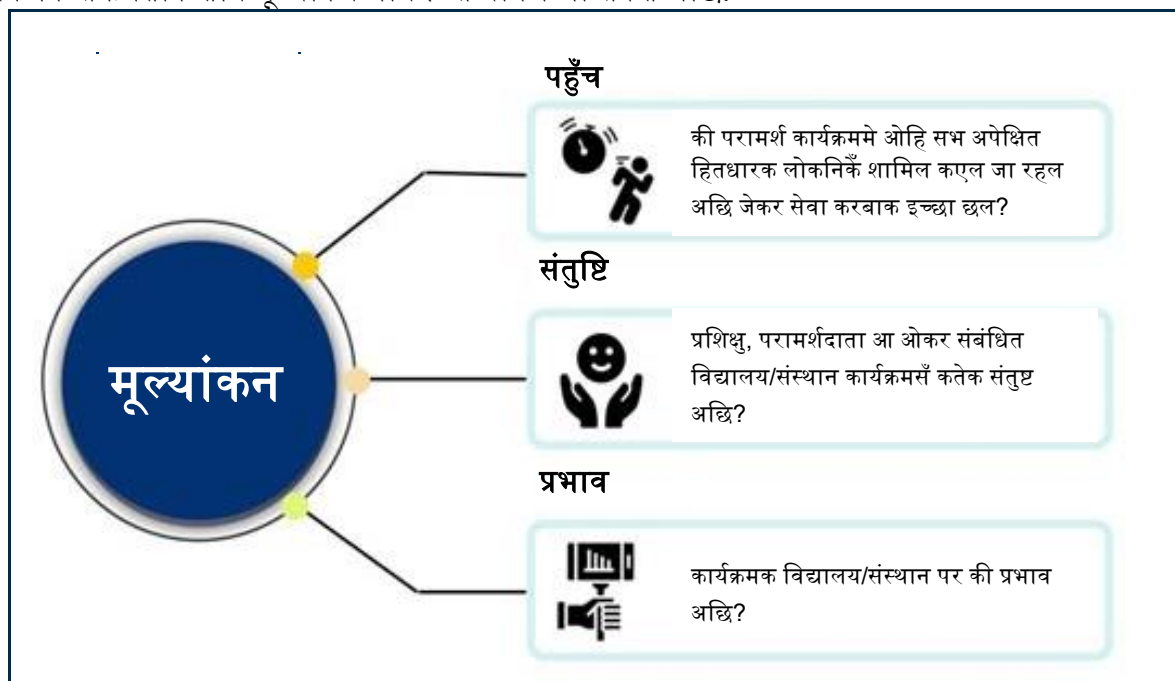 पहुँच
की परामर्श कार्यक्रममे ओहि सभ अपेक्षित
हितधारक लोकनिकेँ शामिल कएल जा रहल
अछि जेकर सेवा करबाक इच्छा छल?
संतुष्टि
मूल्यांकन
प्रशिक्षु, परामर्शदाता आ ओकर संबंधित
विद्यालय/संस्थान कार्यक्रमसँ कतेक संतुष्ट
अछि?
प्रभाव
कार्यक्रमक विद्यालय/संस्थान पर की प्रभाव
अछि?